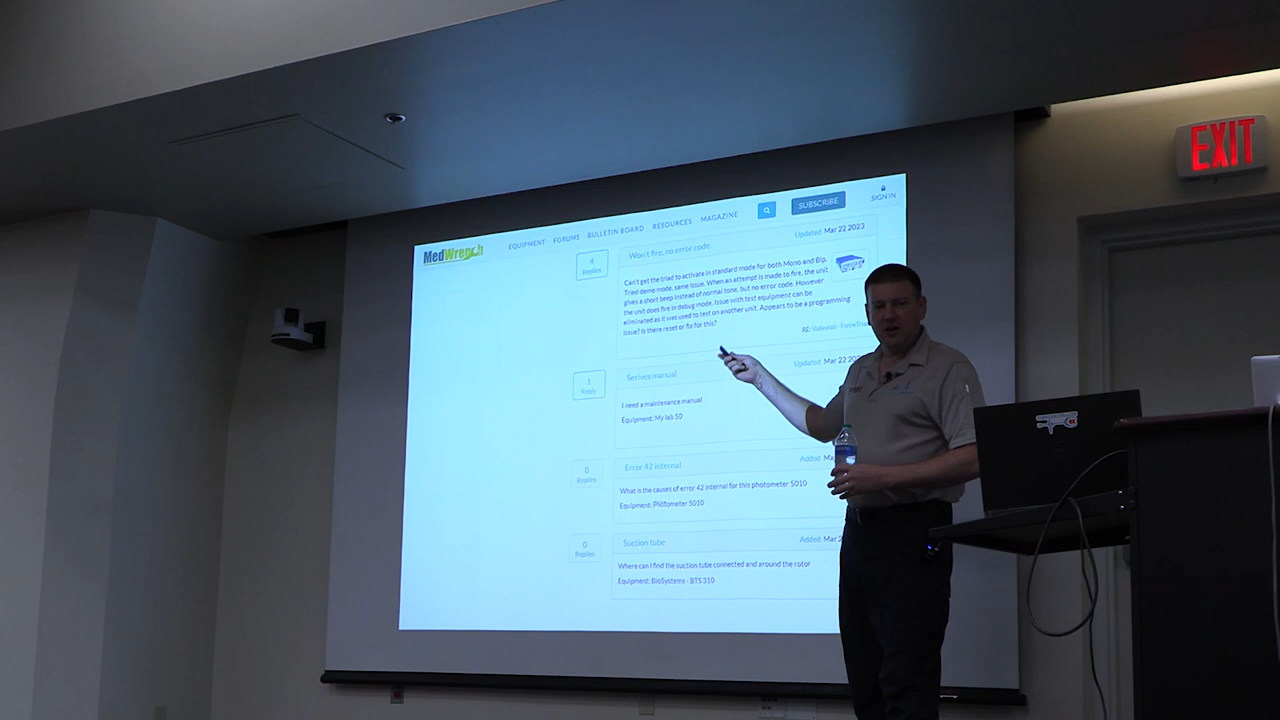 EXIT
MedWrench
EQUIPMENT FORUMS BULLETIN BOARD RESOURCES MAGAZINE SUBSCRIBE SIGN IN
4 Replies
Won't fire, no error code. Updated Mar 22 2023
Can't get the triad to activate in standard mode for both Mono and Bip.
Tried demo mode, same issue. When an attempt is made to fire, the unit
gives a short beep instead of normal tone, but no error code. However
the unit does fire in debug mode. Issue with test equipment can be
eliminated as it was used to test on another unit. Appears to be a programming
issue? Is there reset or fix for this?
RE: Valleylab - ForceTria
1 Reply
Serives manual Updated Mar 22
I need a maintenance manual
Equipment: My lab 50
0 Replies
Error 42 internal Added
What is the causes of error 42 internal for this photometer 5010
Equipment: Photometer 5010
0 Replies
Suction tube Added Mar 2
Where can I find the suction tube connected and around the rotor
Equipment: BioSystems - BTS 310